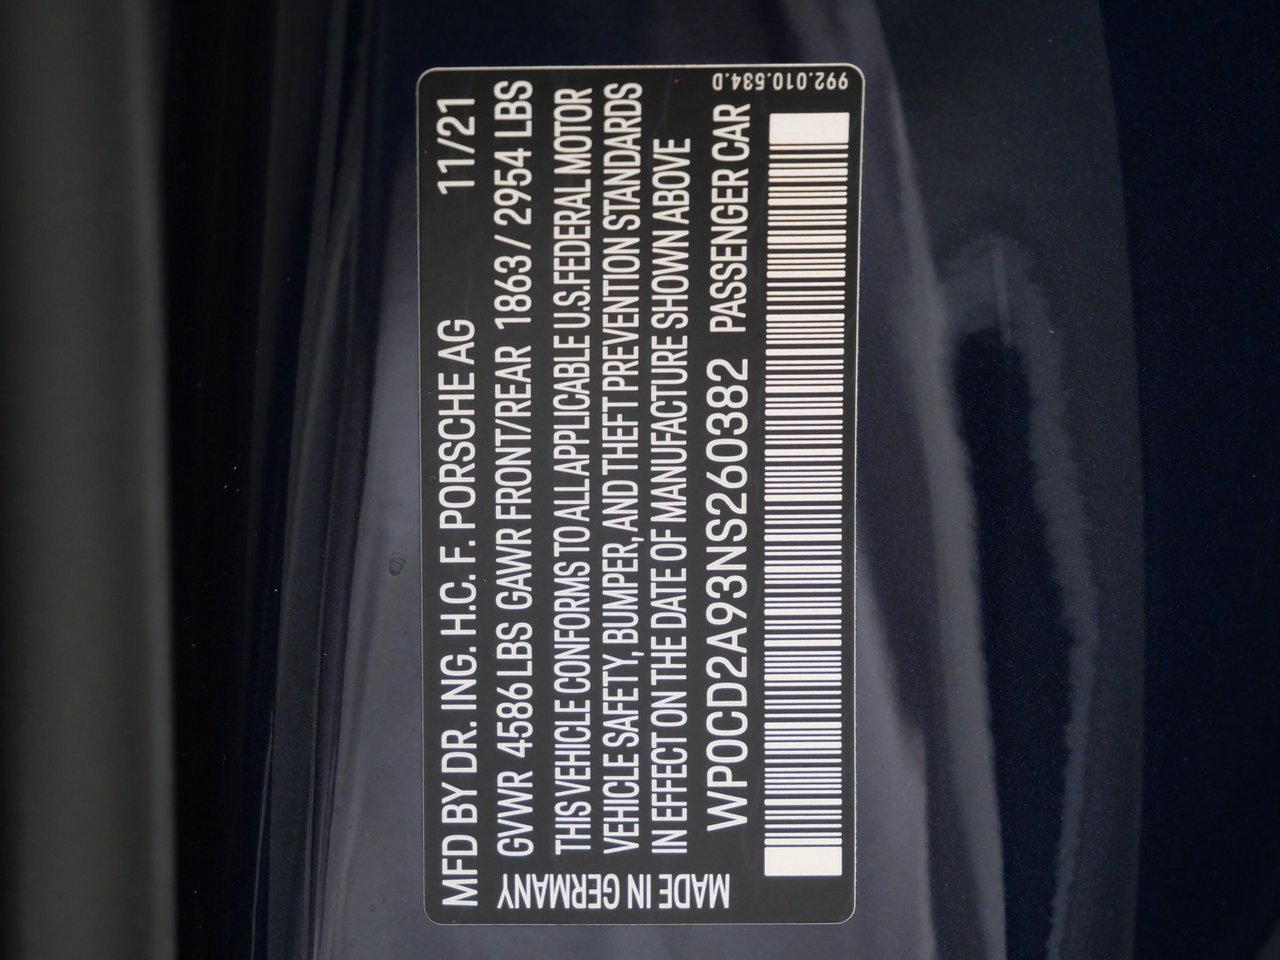 MFD BY DR. ING. H.C. F. PORSCHE AG 11/21
GVWR 4586 LBS GAWR FRONT/REAR 1863 / 2954 LBS
THIS VEHICLE CONFORMS TO ALL APPLICABLE U.S.FEDERAL MOTOR
VEHICLE SAFETY, BUMPER, AND THEFT PREVENTION STANDARDS
IN EFFECT ON THE DATE OF MANUFACTURE SHOWN ABOVE
WP0CD2A93NS260382 PASSENGER CAR
MADE IN GERMANY
992.010.534.D